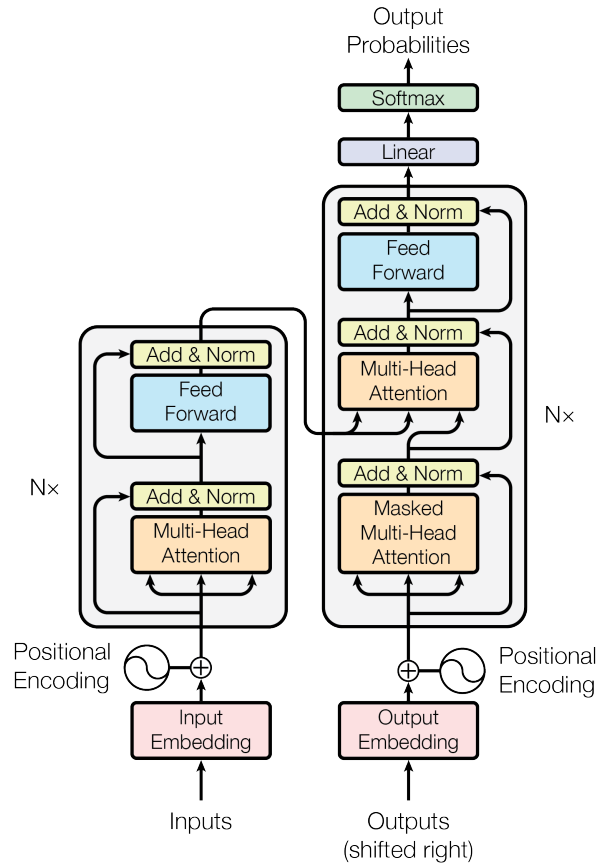 Output
Probabilities
Softmax
Linear
Add & Norm
Feed
Forward
Add & Norm
Multi-Head
Attention
Add & Norm
Feed
Forward
N×
N×
Add & Norm
Masked
Multi-Head
Attention
Add & Norm
Multi-Head
Attention
Positional
Encoding
Positional
Encoding
Input
Embedding
Output
Embedding
Inputs
Outputs
(shifted right)